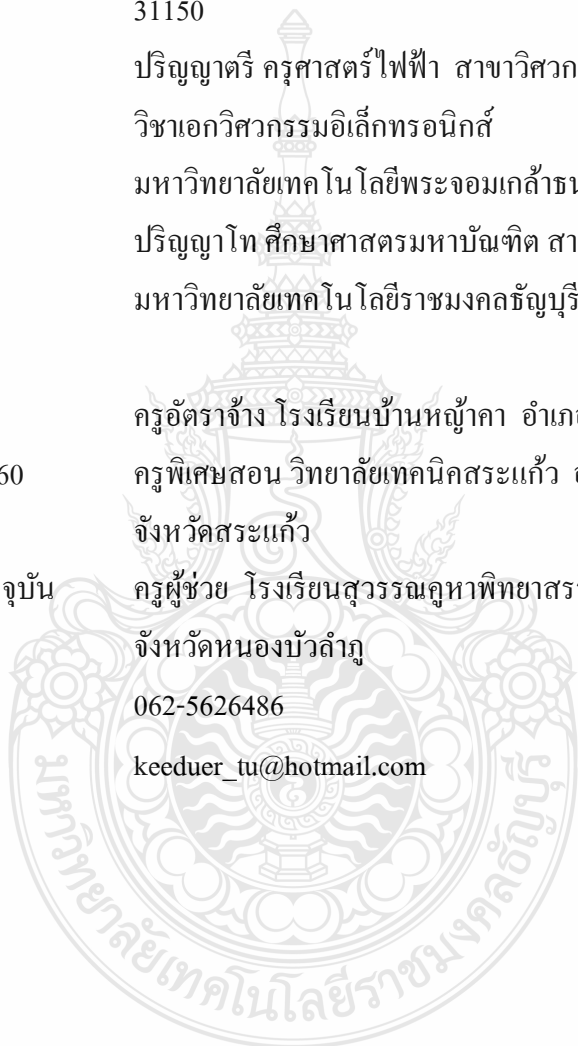 31150
ปริญญาตรี ครุศาสตร์ไฟฟ้า สาขาวิศวก
วิชาเอกวิศวกรรมอิเล็กทรอนิกส์
มหาวิทยาลัยเทคโนโลยีพระจอมเกล้าธน
ปริญญาโท ศึกษาศาสตรมหาบัณฑิต สา
มหาวิทยาลัยเทคโนโลยีราชมงคลธัญบุรี
ครูอัตราจ้าง โรงเรียนบ้านหญ้าคา อำเภอ
60 ครูพิเศษสอน วิทยาลัยเทคนิคสระแก้ว อ
จังหวัดสระแก้ว
จุบัน ครูผู้ช่วย โรงเรียนสุวรรณคูหาพิทยาสรร
จังหวัดหนองบัวลำภู
062-5626486
keeduer_tu@hotmail.com
มหาวิทยาลัยเทคโนโลยีราชมงคลธัญบุรี